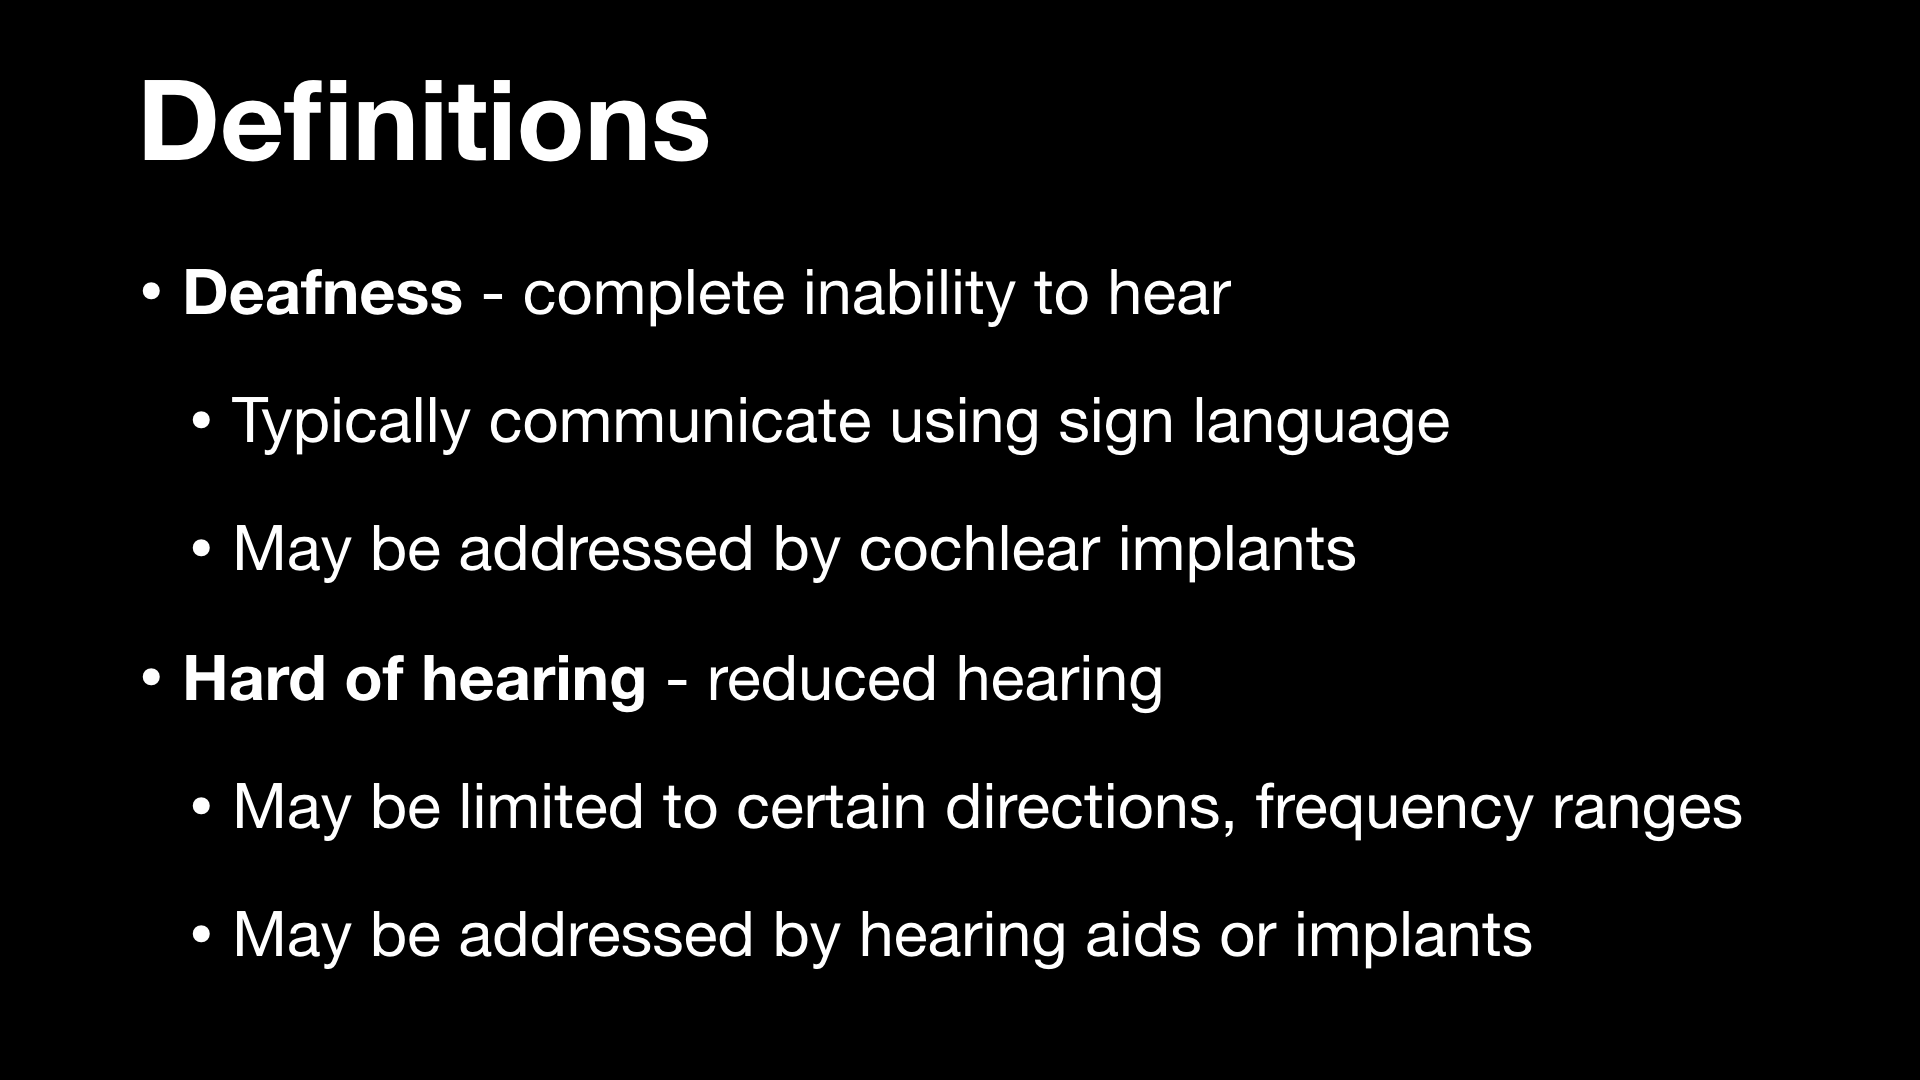 Definitions
• Deafness - complete inability to hear
• Typically communicate using sign language
• May be addressed by cochlear implants
• Hard of hearing - reduced hearing
• May be limited to certain directions, frequency ranges
• May be addressed by hearing aids or implants